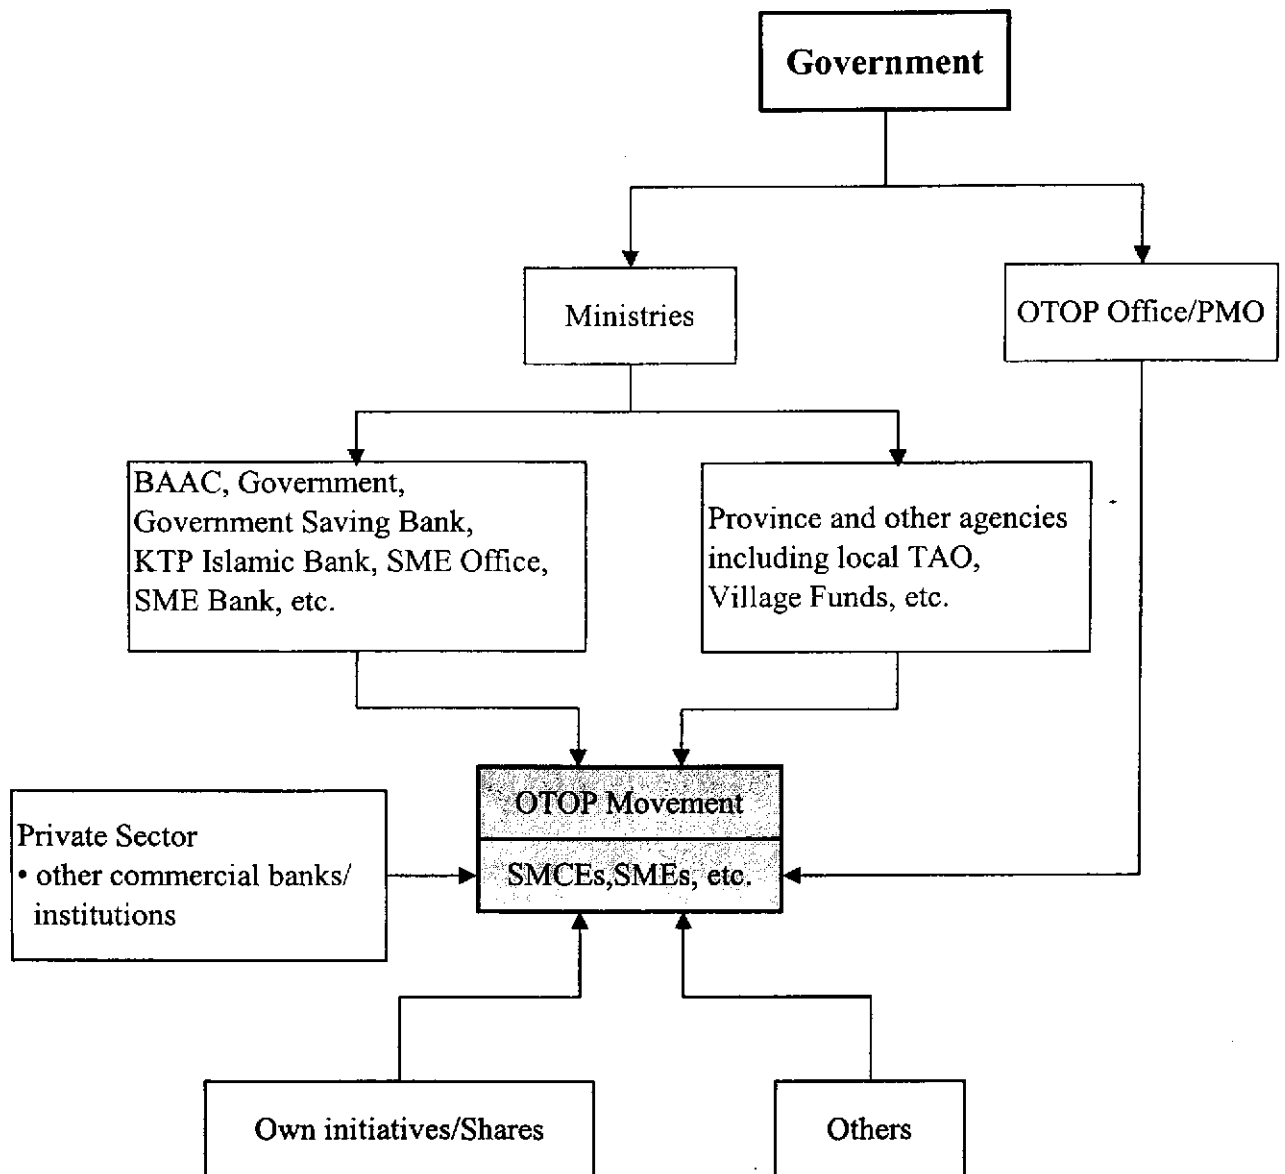 Government
Ministries
OTOP Office/PMO
BAAC, Government,
Government Saving Bank,
KTP Islamic Bank, SME Office,
SME Bank, etc.
Province and other agencies
including local TAO,
Village Funds, etc.
OTOP Movement
SMCEs,SMEs, etc.
Private Sector
• other commercial banks/
institutions
Own initiatives/Shares
Others